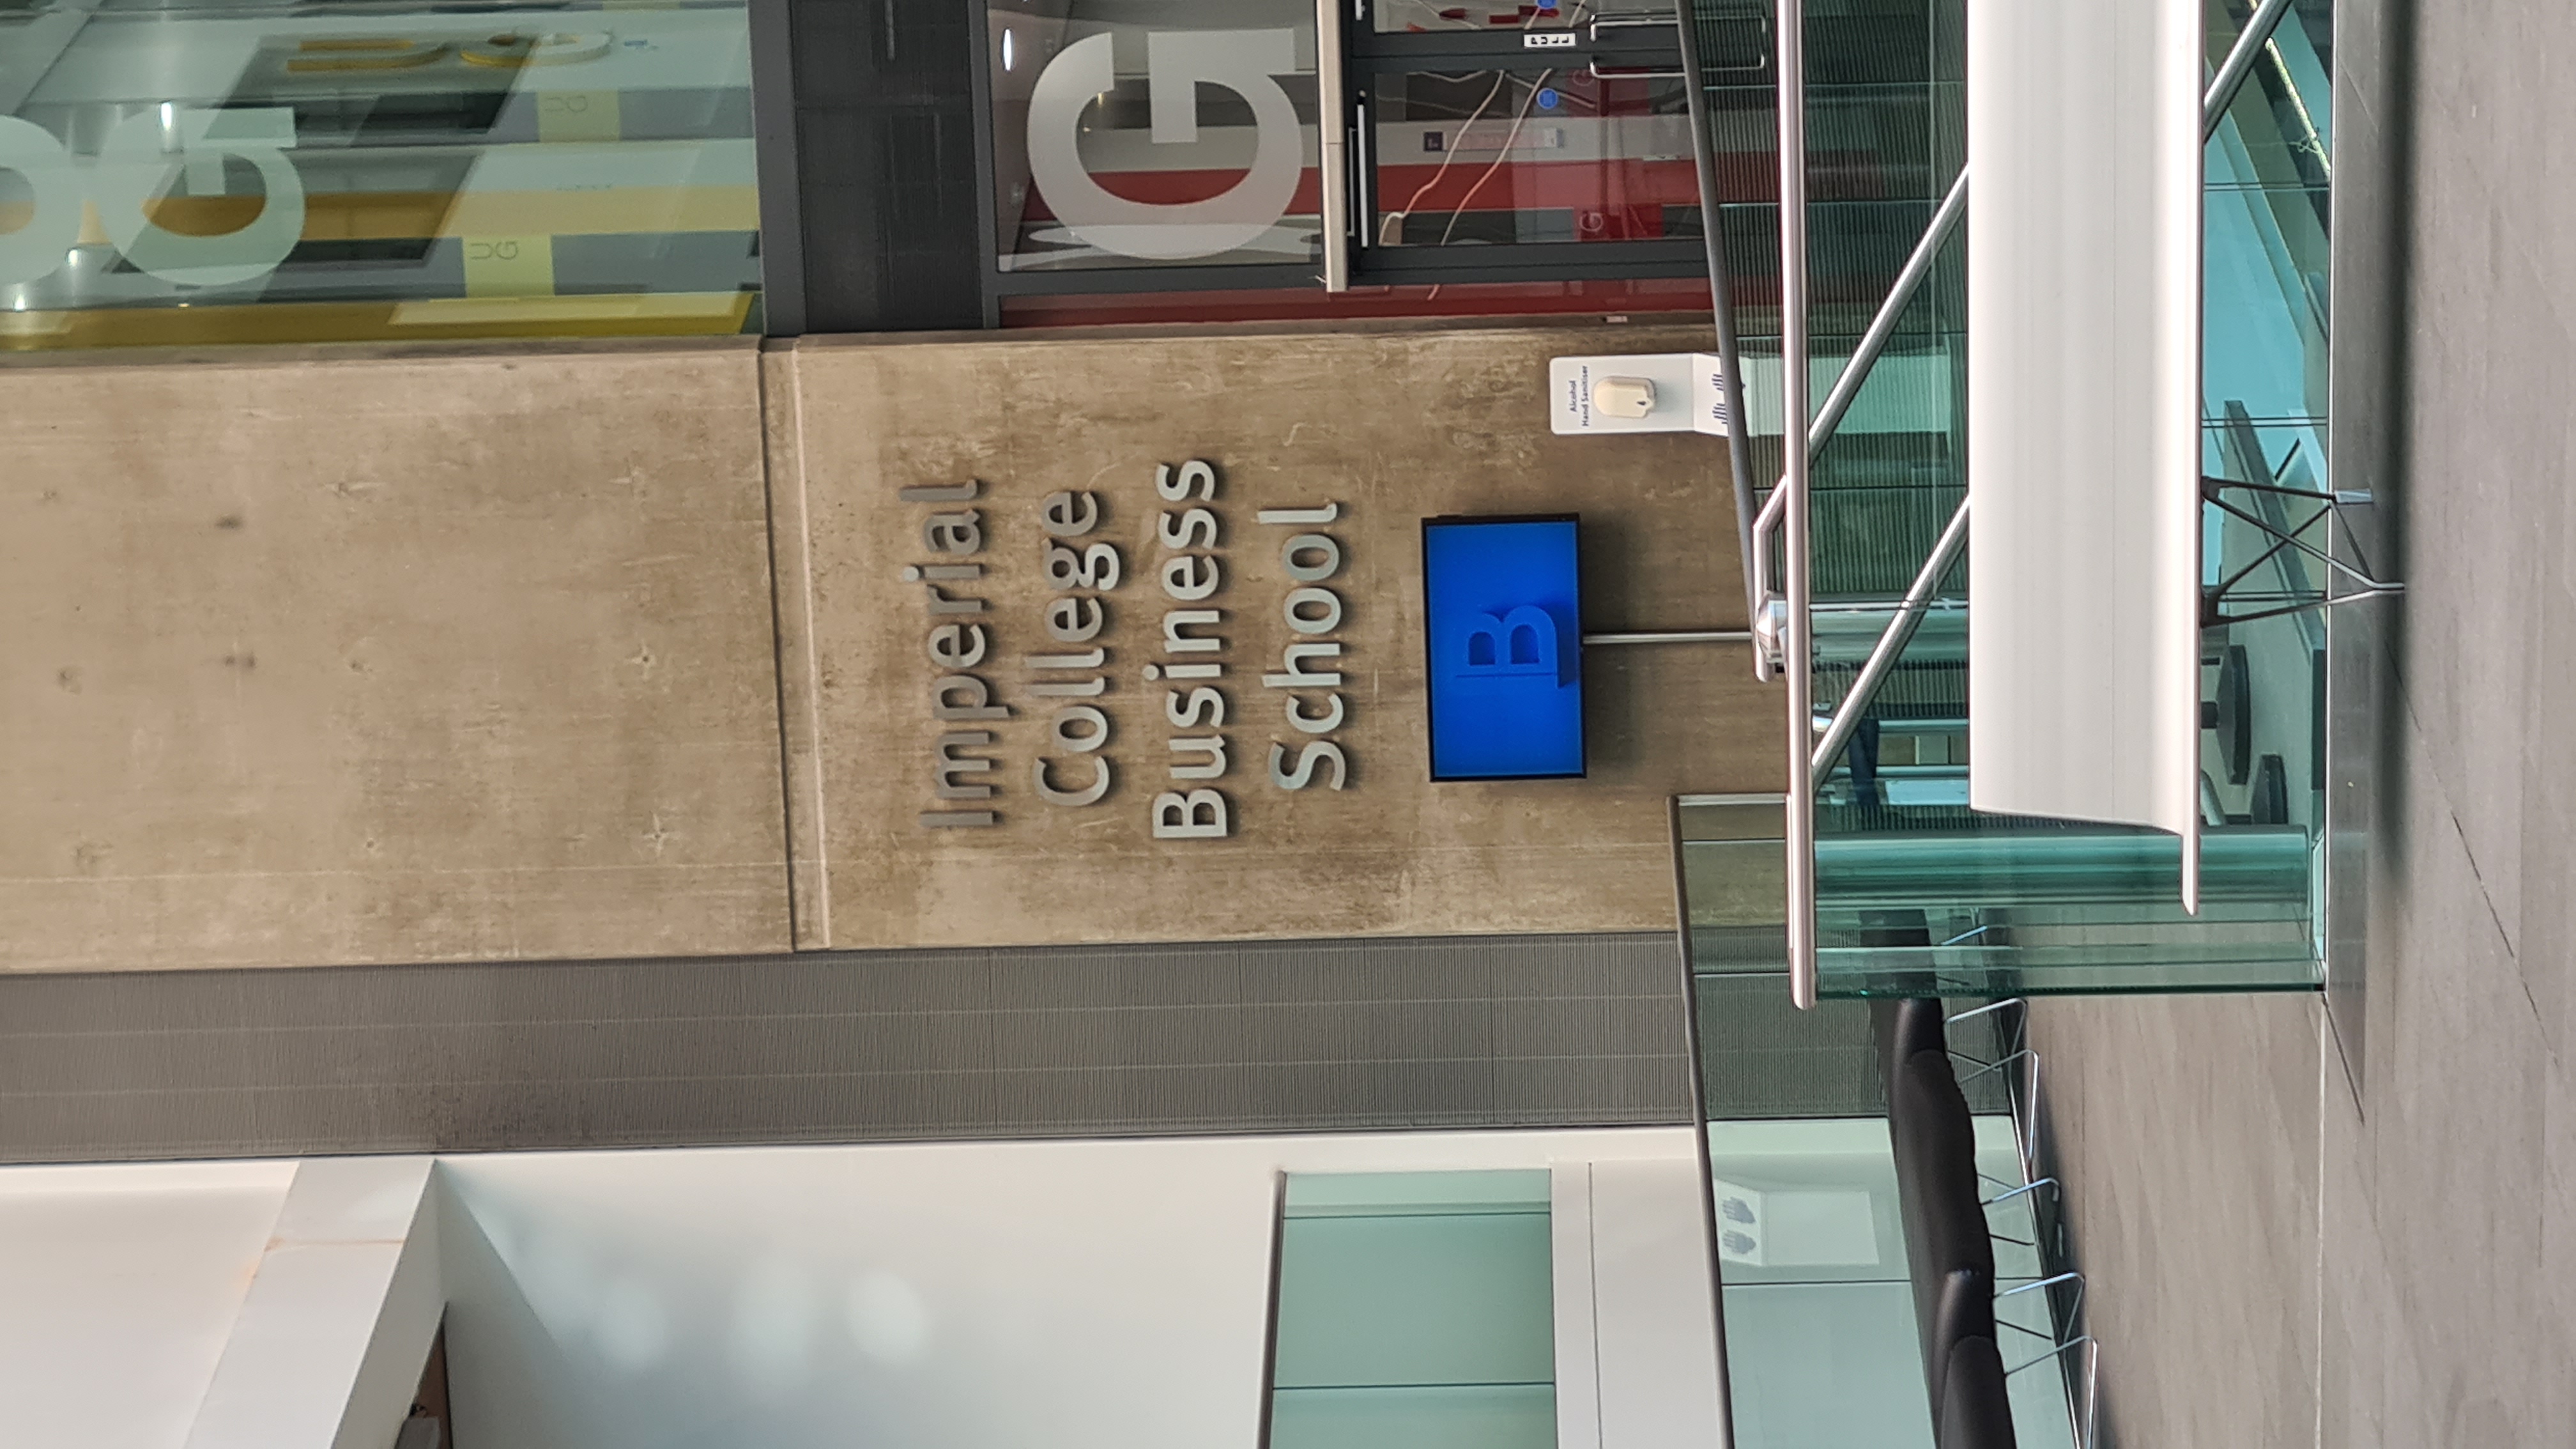 Imperial
College
Business
School
B
Alcohol
Hand Sanitiser
G
PULL
G
UG
UG